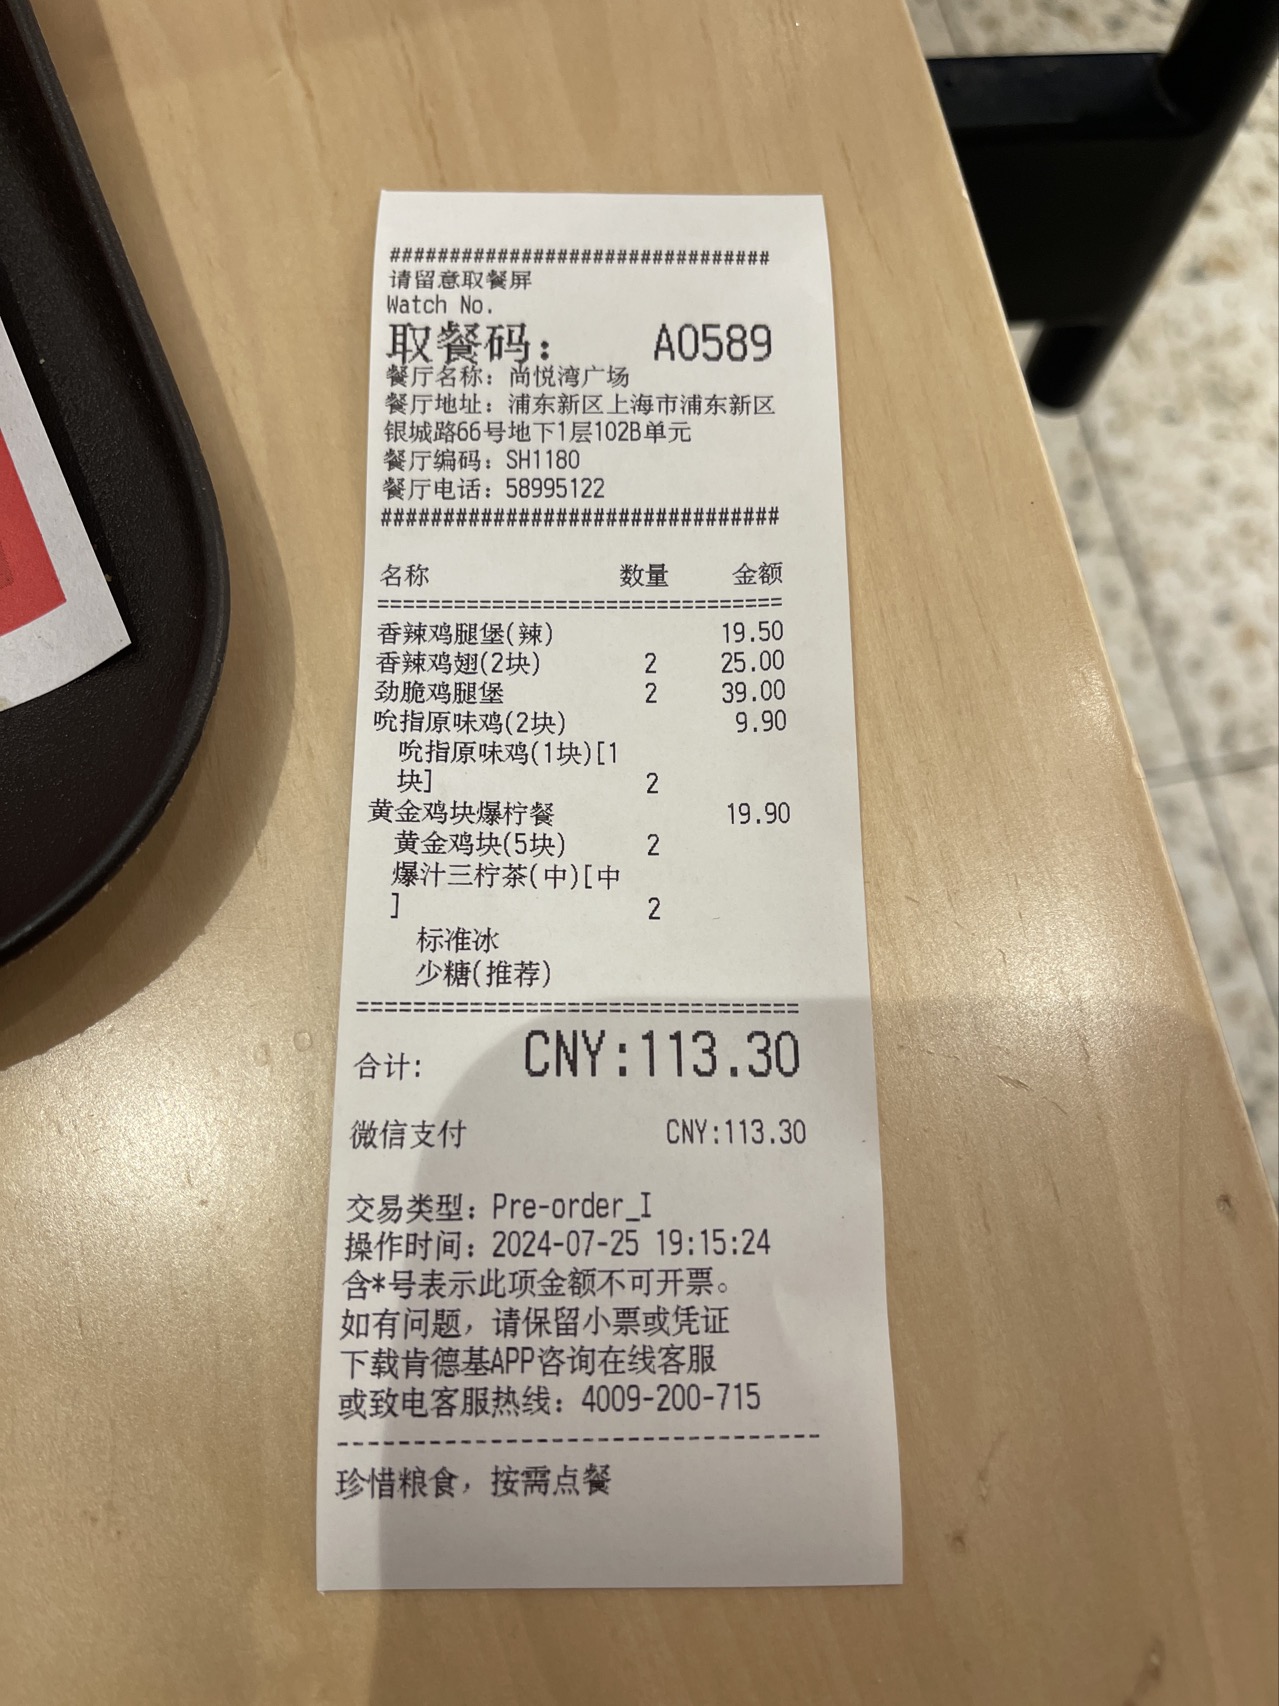 ################################
请留意取餐屏
Watch No.
取餐码： A0589
餐厅名称：尚悦湾广场
餐厅地址：浦东新区上海市浦东新区
银城路66号地下1层102B单元
餐厅编码：SH1180
餐厅电话：58995122
################################
名称 数量 金额
================================
香辣鸡腿堡(辣) 19.50
香辣鸡翅(2块) 2 25.00
劲脆鸡腿堡 2 39.00
吮指原味鸡(2块) 9.90
吮指原味鸡(1块)[1
块] 2
黄金鸡块爆柠餐 19.90
黄金鸡块(5块) 2
爆汁三柠茶(中)[中
] 2
标准冰
少糖(推荐)
================================
合计: CNY:113.30
微信支付 CNY:113.30
交易类型：Pre-order_I
操作时间：2024-07-25 19:15:24
含*号表示此项金额不可开票。
如有问题，请保留小票或凭证
下载肯德基APP咨询在线客服
或致电客服热线：4009-200-715
--------------------------------
珍惜粮食，按需点餐